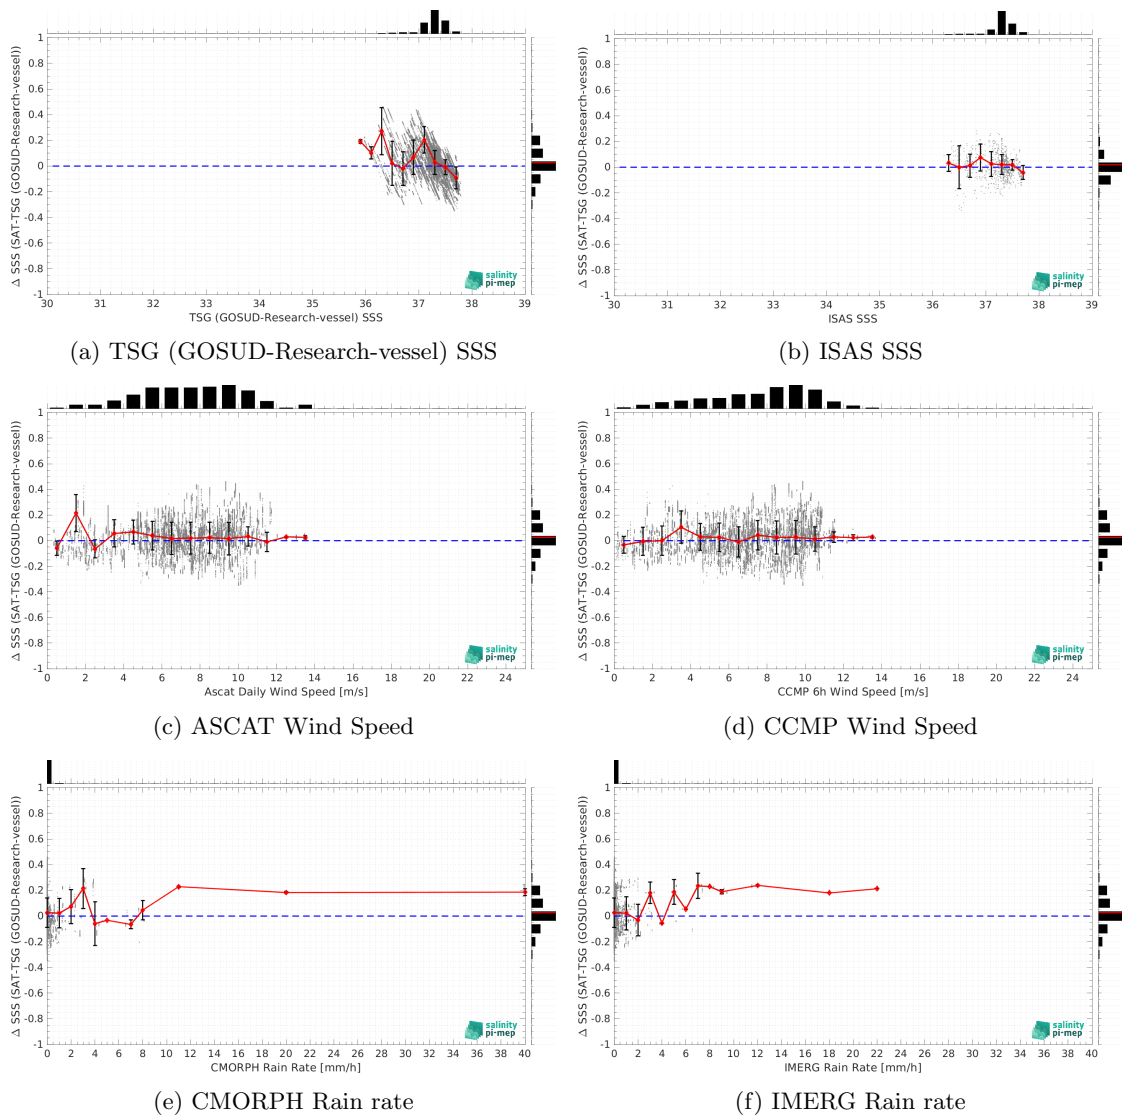 1
0.8
0.6
0.4
0.2
0
-0.2
-0.4
-0.6
-0.8
-1
Δ SSS (SAT-TSG (GOSUD-Research-vessel))
30 31 32 33 34 35 36 37 38 39
TSG (GOSUD-Research-vessel) SSS
salinity
pi-mep
(a) TSG (GOSUD-Research-vessel) SSS
1
0.8
0.6
0.4
0.2
0
-0.2
-0.4
-0.6
-0.8
-1
Δ SSS (SAT-TSG (GOSUD-Research-vessel))
30 31 32 33 34 35 36 37 38 39
ISAS SSS
salinity
pi-mep
(b) ISAS SSS
1
0.8
0.6
0.4
0.2
0
-0.2
-0.4
-0.6
-0.8
-1
Δ SSS (SAT-TSG (GOSUD-Research-vessel))
0 2 4 6 8 10 12 14 16 18 20 22 24
Ascat Daily Wind Speed [m/s]
salinity
pi-mep
(c) ASCAT Wind Speed
1
0.8
0.6
0.4
0.2
0
-0.2
-0.4
-0.6
-0.8
-1
Δ SSS (SAT-TSG (GOSUD-Research-vessel))
0 2 4 6 8 10 12 14 16 18 20 22 24
CCMP 6h Wind Speed [m/s]
salinity
pi-mep
(d) CCMP Wind Speed
1
0.8
0.6
0.4
0.2
0
-0.2
-0.4
-0.6
-0.8
-1
Δ SSS (SAT-TSG (GOSUD-Research-vessel))
0 2 4 6 8 10 12 14 16 18 20 22 24 26 28 30 32 34 36 38 40
CMORPH Rain Rate [mm/h]
salinity
pi-mep
(e) CMORPH Rain rate
1
0.8
0.6
0.4
0.2
0
-0.2
-0.4
-0.6
-0.8
-1
Δ SSS (SAT-TSG (GOSUD-Research-vessel))
0 2 4 6 8 10 12 14 16 18 20 22 24 26 28 30 32 34 36 38 40
IMERG Rain Rate [mm/h]
salinity
pi-mep
(f) IMERG Rain rate